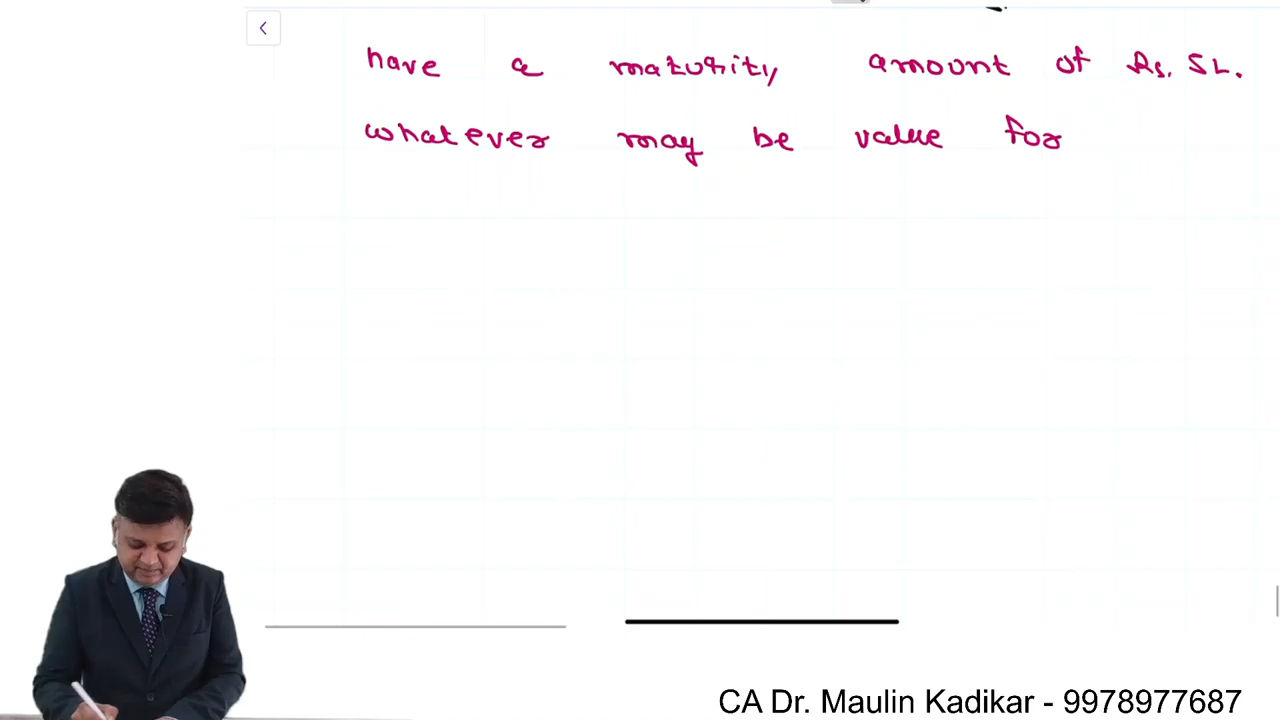 have a maturity amount of Rs. 5L.
whatever may be value for
CA Dr. Maulin Kadikar - 9978977687